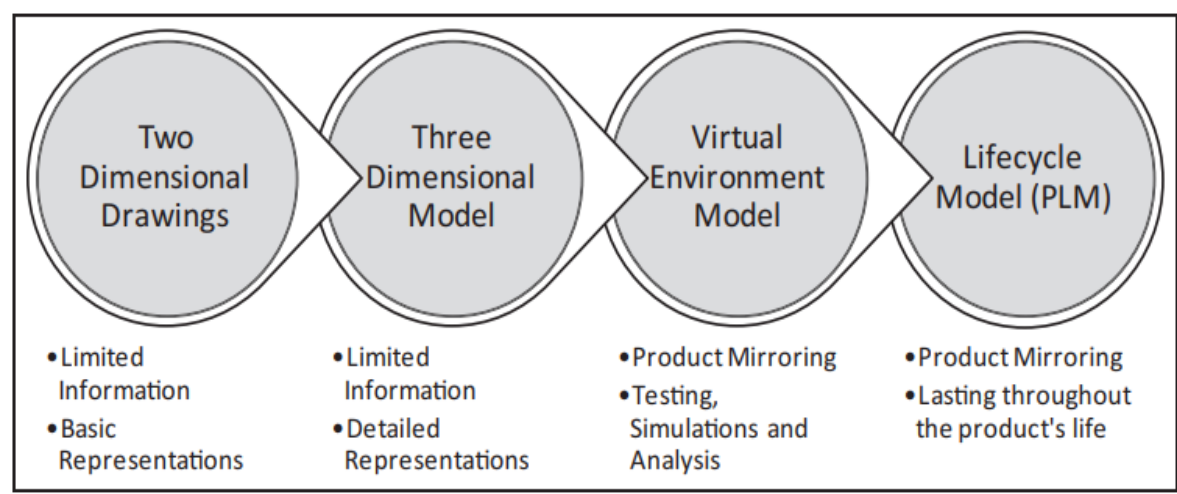 Two
Dimensional
Drawings
Three
Dimensional
Model
Virtual
Environment
Model
Lifecycle
Model (PLM)
•Limited
Information
•Basic
Representations
•Limited
Information
•Detailed
Representations
•Product Mirroring
•Testing,
Simulations and
Analysis
•Product Mirroring
•Lasting throughout
the product's life